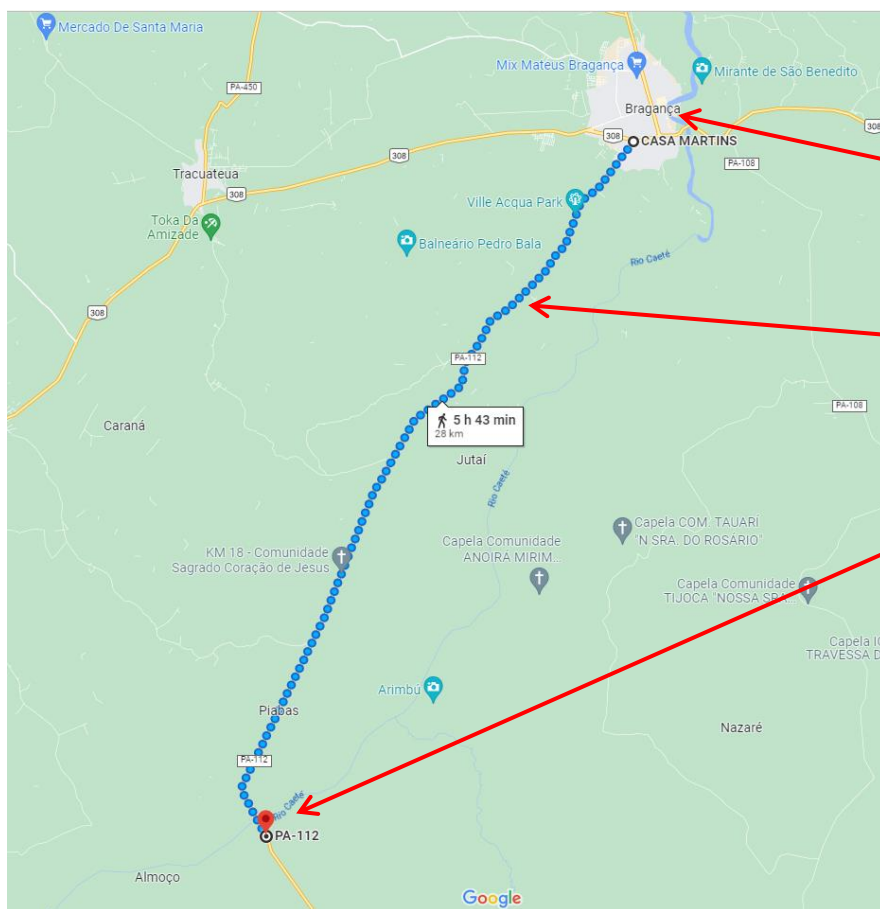 Mercado De Santa Maria
Mix Mateus Bragança
Mirante de São Benedito
PA-450
Bragança
308
308
308
CASA MARTINS
PA-108
Tracuateua
308
Ville Acqua Park
Toka Da
Amizade
Balneário Pedro Bala
Rio Caeté
308
PA-112
PA-108
5 h 43 min
28 km
Caraná
Jutaí
Rio Caeté
Capela COM. TAUARI
"N.SRA. DO ROSÁRIO"
KM 18 - Comunidade
Sagrado Coração de Jesus
Capela Comunidade
ANOIRA MIRIM...
Capela Comunidade
TIJOCA "NOSSA SRA...
TRAVESSA D
Arimbú
Piabas
Nazaré
PA-112
Rio Caeté
PA-112
Almoço
Google